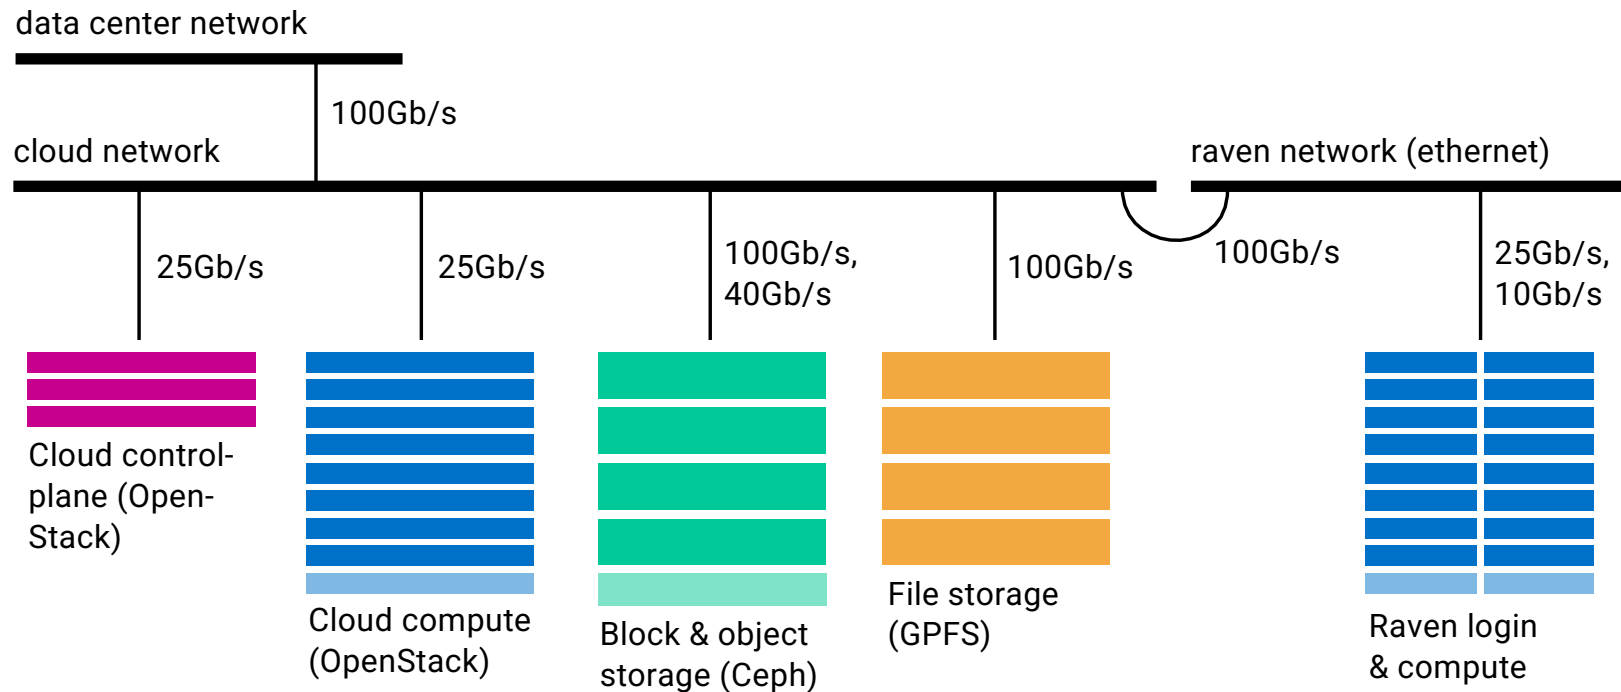 data center network
100Gb/s
cloud network
raven network (ethernet)
25Gb/s
25Gb/s
100Gb/s,
40Gb/s
100Gb/s
100Gb/s
25Gb/s,
10Gb/s
Cloud control-
plane (Open-
Stack)
Cloud compute
(OpenStack)
Block & object
storage (Ceph)
File storage
(GPFS)
Raven login
& compute